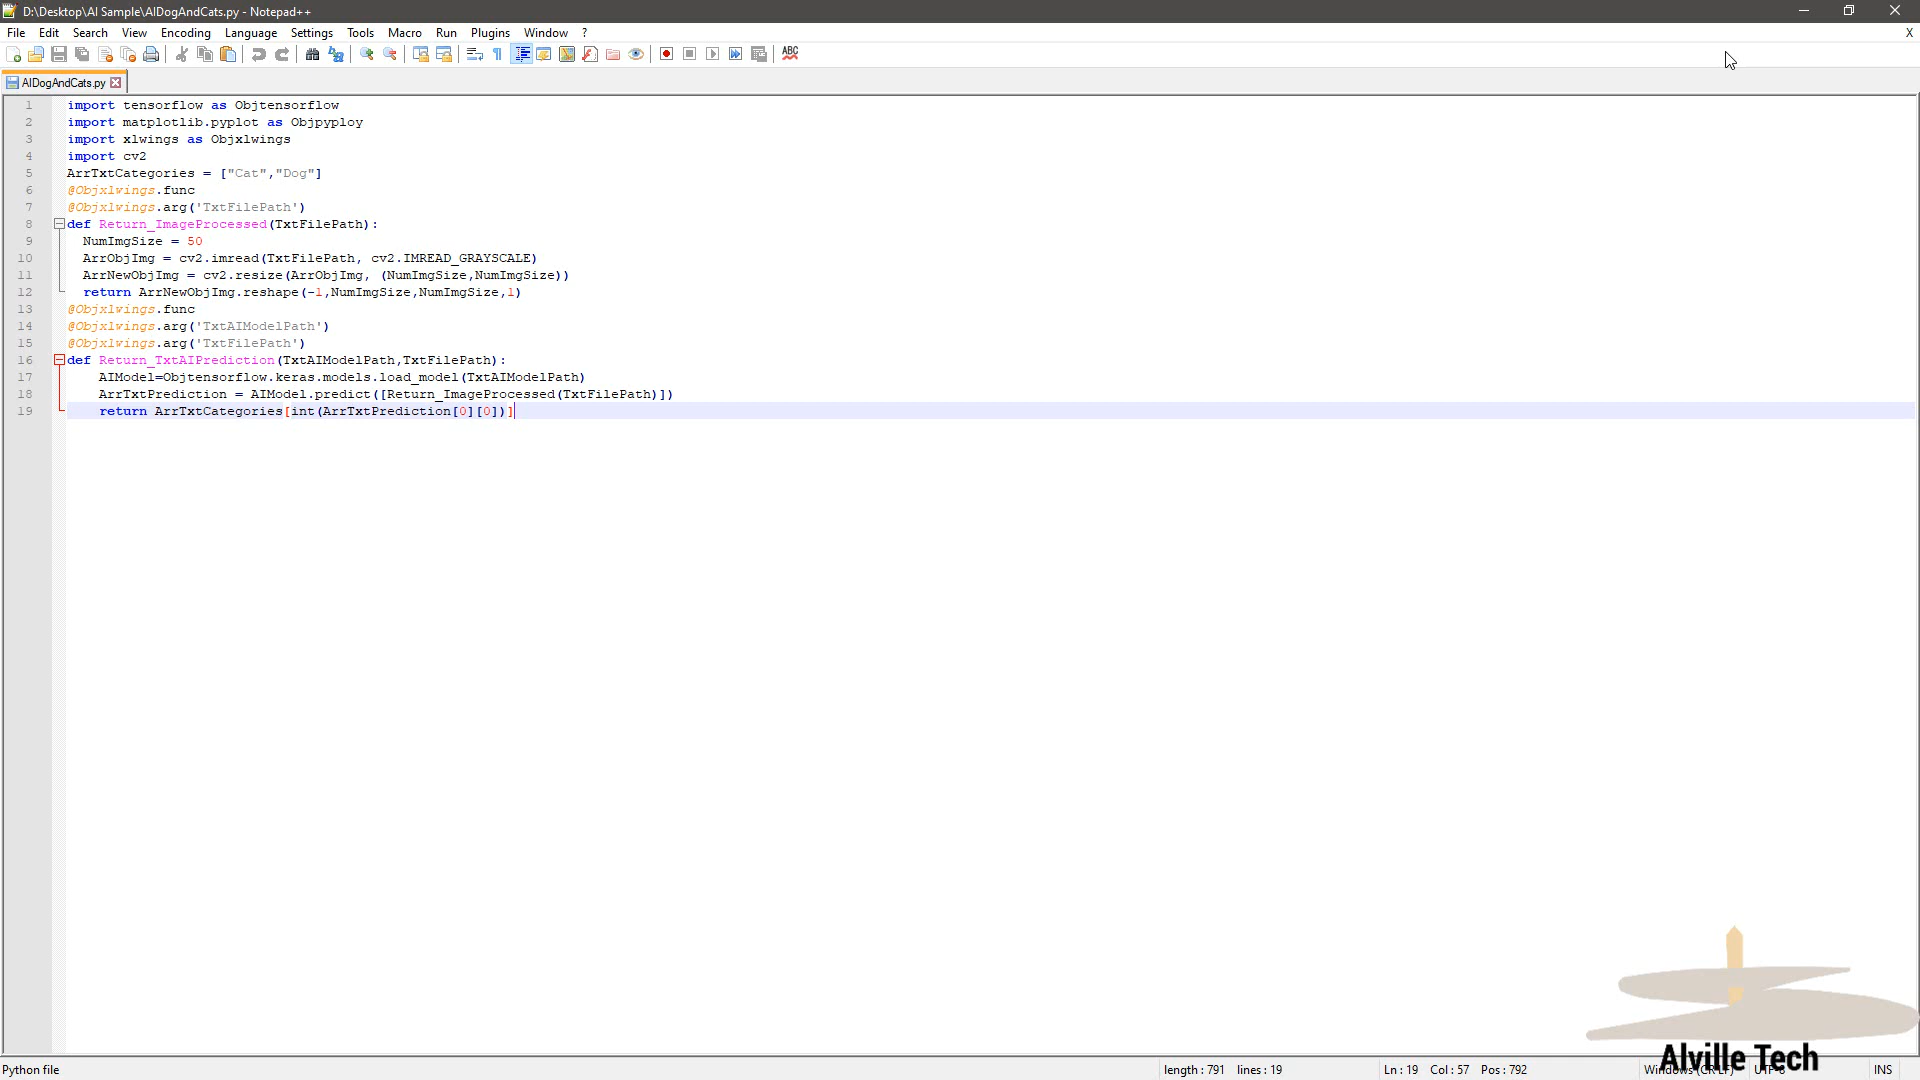 D:\Desktop\AI Sample\AIDogAndCats.py - Notepad++
File Edit Search View Encoding Language Settings Tools Macro Run Plugins Window ? X
ABC
AIDogAndCats.py
1 import tensorflow as Objtensorflow
2 import matplotlib.pyplot as Objpyploy
3 import xlwings as Objxlwings
4 import cv2
5 ArrTxtCategories = ["Cat","Dog"]
6 @Objxlwings.func
7 @Objxlwings.arg('TxtFilePath')
8 def Return_ImageProcessed(TxtFilePath):
9 NumImgSize = 50
10 ArrObjImg = cv2.imread(TxtFilePath, cv2.IMREAD_GRAYSCALE)
11 ArrNewObjImg = cv2.resize(ArrObjImg, (NumImgSize,NumImgSize))
12 return ArrNewObjImg.reshape(-1,NumImgSize,NumImgSize,1)
13 @Objxlwings.func
14 @Objxlwings.arg('TxtAIModelPath')
15 @Objxlwings.arg('TxtFilePath')
16 def Return_TxtAIPrediction(TxtAIModelPath,TxtFilePath):
17 AIModel=Objtensorflow.keras.models.load_model(TxtAIModelPath)
18 ArrTxtPrediction = AIModel.predict([Return_ImageProcessed(TxtFilePath)])
19 return ArrTxtCategories[int(ArrTxtPrediction[0][0])]
Alville Tech
Python file length : 791 lines : 19 Ln : 19 Col : 57 Pos : 792 Windows (CR LF) UTF-8 INS